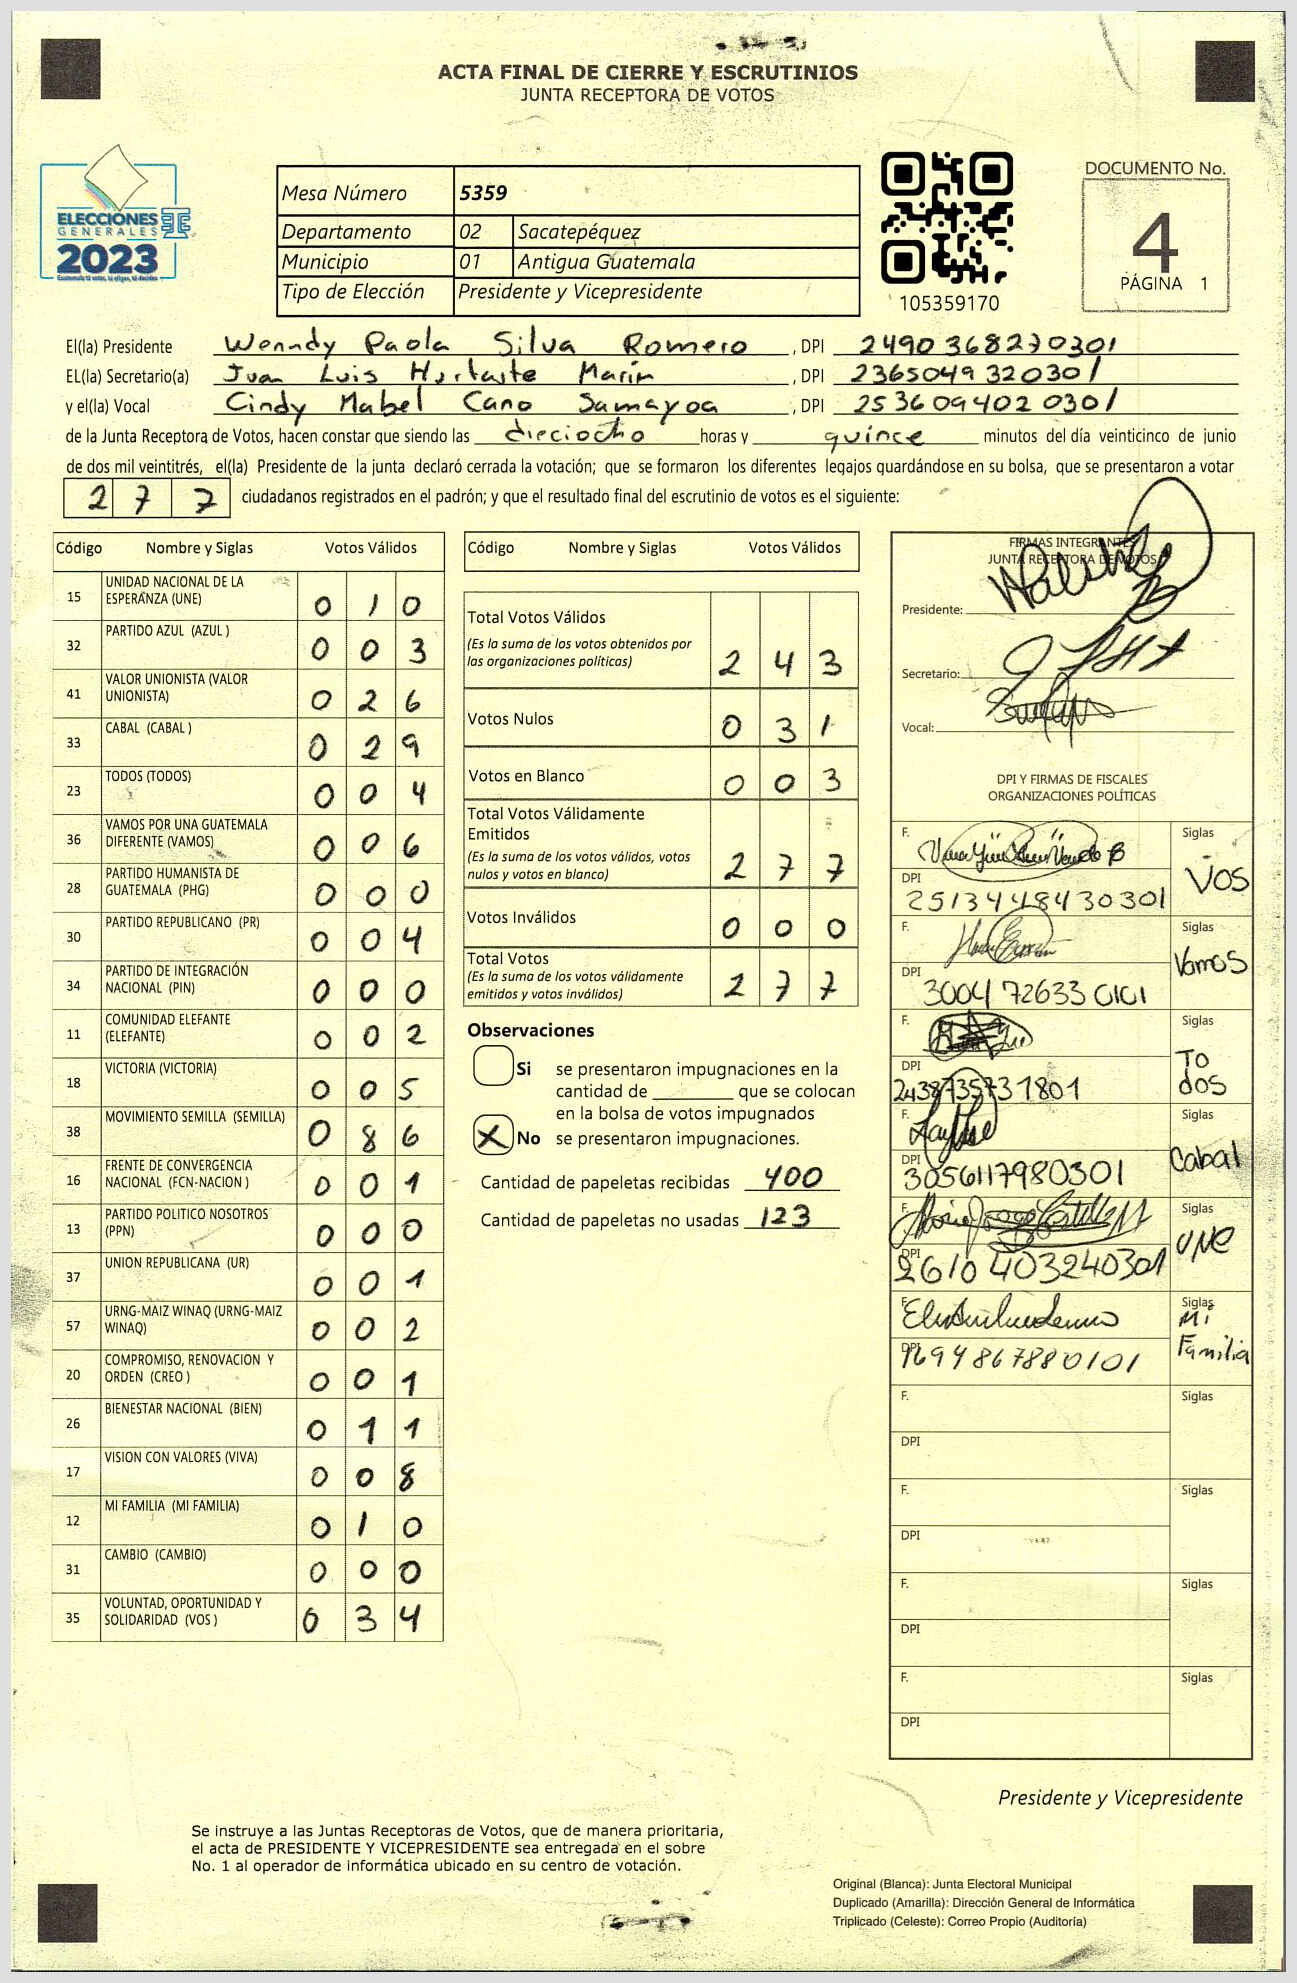 ACTA FINAL DE CIERRE Y ESCRUTINIOS
JUNTA RECEPTORA DE VOTOS
ELECCIONES
GENERALES
2023
Mesa Número 5359
Departamento 02 Sacatepéquez
Municipio 01 Antigua Guatemala
Tipo de Elección Presidente y Vicepresidente
105359170
DOCUMENTO No.
4
PÁGINA 1
El(la) Presidente Wenndy Paola Silva Romero , DPI 2490368270301
EL(la) Secretario(a) Juan Luis Hurtarte Marín , DPI 2365049320301
y el(la) Vocal Cindy Mabel Cano Samayoa , DPI 2536094020301
de la Junta Receptora de Votos, hacen constar que siendo las dieciocho horas y quince minutos del día veinticinco de junio
de dos mil veintitrés, el(la) Presidente de la junta declaró cerrada la votación; que se formaron los diferentes legajos guardándose en su bolsa, que se presentaron a votar
277 ciudadanos registrados en el padrón; y que el resultado final del escrutinio de votos es el siguiente:
Código Nombre y Siglas Votos Válidos
15 UNIDAD NACIONAL DE LA ESPERANZA (UNE) 0 1 0
32 PARTIDO AZUL (AZUL ) 0 0 3
41 VALOR UNIONISTA (VALOR UNIONISTA) 0 2 6
33 CABAL (CABAL ) 0 2 9
23 TODOS (TODOS) 0 0 4
36 VAMOS POR UNA GUATEMALA DIFERENTE (VAMOS) 0 0 6
28 PARTIDO HUMANISTA DE GUATEMALA (PHG) 0 0 0
30 PARTIDO REPUBLICANO (PR) 0 0 4
34 PARTIDO DE INTEGRACIÓN NACIONAL (PIN) 0 0 0
11 COMUNIDAD ELEFANTE (ELEFANTE) 0 0 2
18 VICTORIA (VICTORIA) 0 0 5
38 MOVIMIENTO SEMILLA (SEMILLA) 0 8 6
16 FRENTE DE CONVERGENCIA NACIONAL (FCN-NACION ) 0 0 1
13 PARTIDO POLITICO NOSOTROS (PPN) 0 0 0
37 UNION REPUBLICANA (UR) 0 0 1
57 URNG-MAIZ WINAQ (URNG-MAIZ WINAQ) 0 0 2
20 COMPROMISO, RENOVACION Y ORDEN (CREO ) 0 0 1
26 BIENESTAR NACIONAL (BIEN) 0 1 1
17 VISION CON VALORES (VIVA) 0 0 8
12 MI FAMILIA (MI FAMILIA) 0 1 0
31 CAMBIO (CAMBIO) 0 0 0
35 VOLUNTAD, OPORTUNIDAD Y SOLIDARIDAD (VOS ) 0 3 4
Código Nombre y Siglas Votos Válidos
Total Votos Válidos
(Es la suma de los votos obtenidos por
las organizaciones políticas) 2 4 3
Votos Nulos 0 3 1
Votos en Blanco 0 0 3
Total Votos Válidamente
Emitidos
(Es la suma de los votos válidos, votos
nulos y votos en blanco) 2 7 7
Votos Inválidos 0 0 0
Total Votos
(Es la suma de los votos válidamente
emitidos y votos inválidos) 2 7 7
Observaciones
Si se presentaron impugnaciones en la
cantidad de ________ que se colocan
en la bolsa de votos impugnados
X No se presentaron impugnaciones.
Cantidad de papeletas recibidas 400
Cantidad de papeletas no usadas 123
FIRMAS INTEGRANTES
JUNTA RECEPTORA DE VOTOS
Presidente:
Secretario:
Vocal:
DPI Y FIRMAS DE FISCALES
ORGANIZACIONES POLÍTICAS
F. Siglas VOS
DPI 2513448430301
F. Siglas Vamos
DPI 3004 72633 0101
F. Siglas TO
DOS
DPI 2438735731801
F. Siglas Cabal
DPI 3056117980301
F. Siglas UNE
DPI 2610 403240301
F. Siglas Mi
Familia
DPI 1694867880101
F. Siglas
DPI
F. Siglas
DPI
F. Siglas
DPI
F. Siglas
DPI
Presidente y Vicepresidente
Se instruye a las Juntas Receptoras de Votos, que de manera prioritaria,
el acta de PRESIDENTE Y VICEPRESIDENTE sea entregada en el sobre
No. 1 al operador de informática ubicado en su centro de votación.
Original (Blanca): Junta Electoral Municipal
Duplicado (Amarilla): Dirección General de Informática
Triplicado (Celeste): Correo Propio (Auditoría)